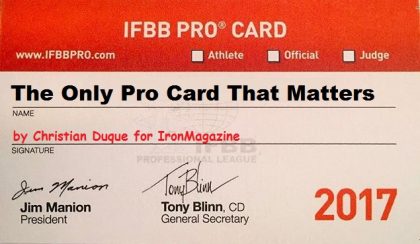 IFBB PRO® CARD
www.IFBBPRO.com Athlete Official Judge
The Only Pro Card That Matters
NAME
by Christian Duque for IronMagazine
SIGNATURE
IFBB
PROFESSIONAL LEAGUE
Jim Manion Tony Blinn
Jim Manion Tony Blinn, CD
President General Secretary
2017